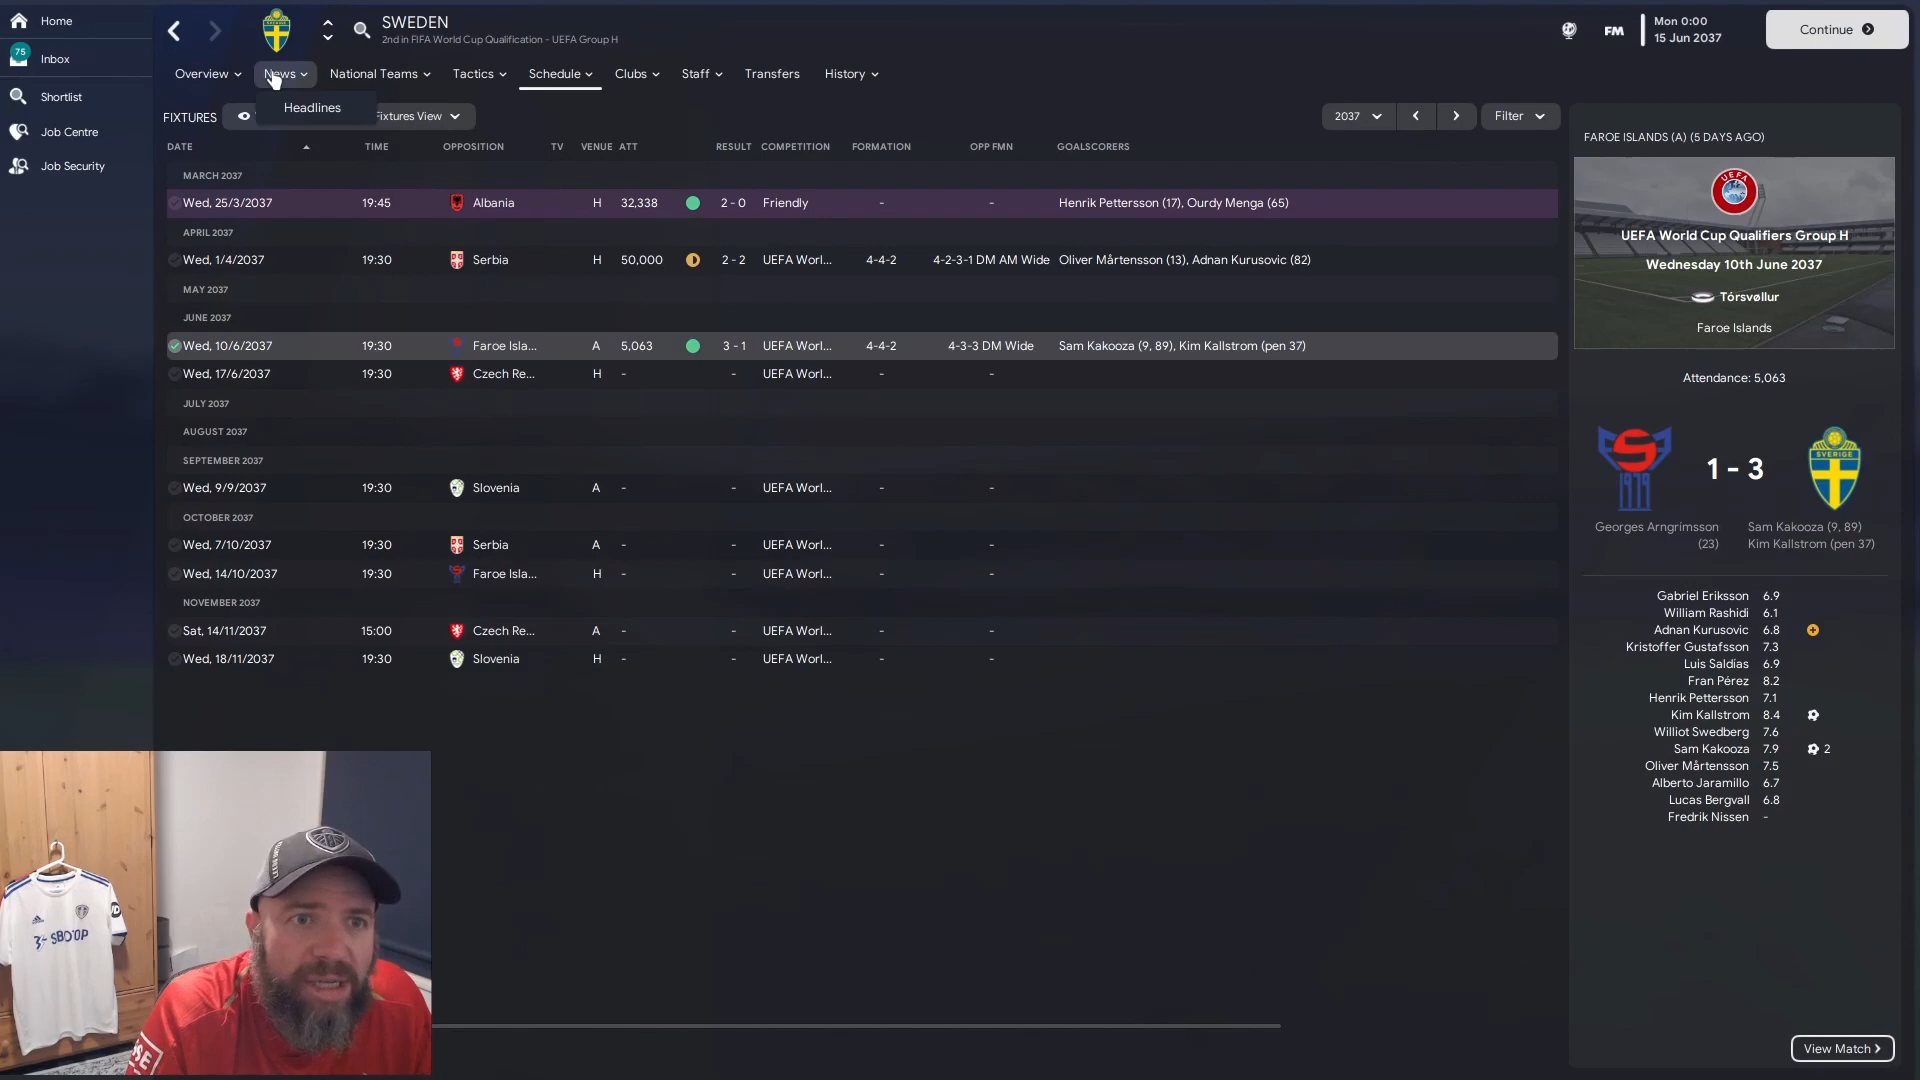 Home
75
Inbox
Shortlist
Job Centre
Job Security
SWEDEN
2nd in FIFA World Cup Qualification - UEFA Group H
FM
Mon 0:00
15 Jun 2037
Continue
Overview
News
National Teams
Tactics
Schedule
Clubs
Staff
Transfers
History
Headlines
FIXTURES
Fixtures View
2037
Filter
DATE TIME OPPOSITION TV VENUE ATT RESULT COMPETITION FORMATION OPP FMN GOALSCORERS
MARCH 2037
Wed, 25/3/2037 19:45 Albania H 32,338 2 - 0 Friendly - - Henrik Pettersson (17), Ourdy Menga (65)
APRIL 2037
Wed, 1/4/2037 19:30 Serbia H 50,000 2 - 2 UEFA Worl... 4-4-2 4-2-3-1 DM AM Wide Oliver Mårtensson (13), Adnan Kurusovic (82)
MAY 2037
JUNE 2037
Wed, 10/6/2037 19:30 Faroe Isla... A 5,063 3 - 1 UEFA Worl... 4-4-2 4-3-3 DM Wide Sam Kakooza (9, 89), Kim Kallstrom (pen 37)
Wed, 17/6/2037 19:30 Czech Re... H - - UEFA Worl... - -
JULY 2037
AUGUST 2037
SEPTEMBER 2037
Wed, 9/9/2037 19:30 Slovenia A - - UEFA Worl... - -
OCTOBER 2037
Wed, 7/10/2037 19:30 Serbia A - - UEFA Worl... - -
Wed, 14/10/2037 19:30 Faroe Isla... H - - UEFA Worl... - -
NOVEMBER 2037
Sat, 14/11/2037 15:00 Czech Re... A - - UEFA Worl... - -
Wed, 18/11/2037 19:30 Slovenia H - - UEFA Worl... - -
FAROE ISLANDS (A) (5 DAYS AGO)
UEFA
UEFA World Cup Qualifiers Group H
Wednesday 10th June 2037
Tórsvøllur
Faroe Islands
Attendance: 5,063
1979
1 - 3
SVERIGE
Georges Arngrímsson
(23)
Sam Kakooza (9, 89)
Kim Kallstrom (pen 37)
Gabriel Eriksson 6.9
William Rashidi 6.1
Adnan Kurusovic 6.8
Kristoffer Gustafsson 7.3
Luis Saldías 6.9
Fran Pérez 8.2
Henrik Pettersson 7.1
Kim Kallstrom 8.4
Williot Swedberg 7.6
Sam Kakooza 7.9 2
Oliver Mårtensson 7.5
Alberto Jaramillo 6.7
Lucas Bergvall 6.8
Fredrik Nissen -
View Match
SBOTOP